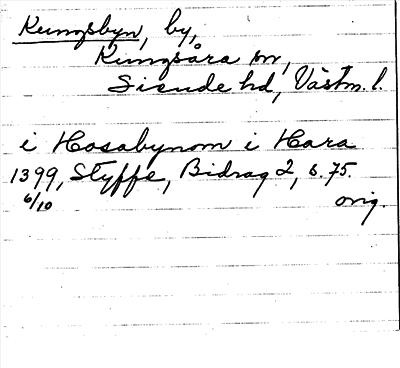 Kungsbyn, by,
Kungsåra sn,
Siende hd, Västm. l.
i Hosabynom i Hara
1399, Styffe, Bidrag 2, s. 75.
6/10 orig.